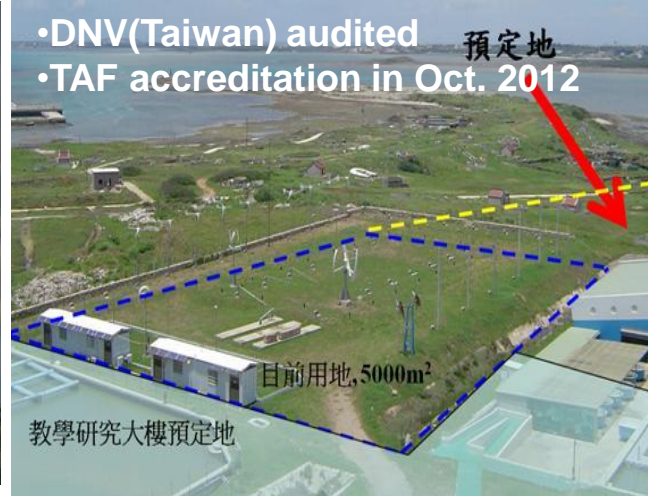 •DNV(Taiwan) audited
•TAF accreditation in Oct. 2012
預定地
目前用地,5000m²
教學研究大樓預定地